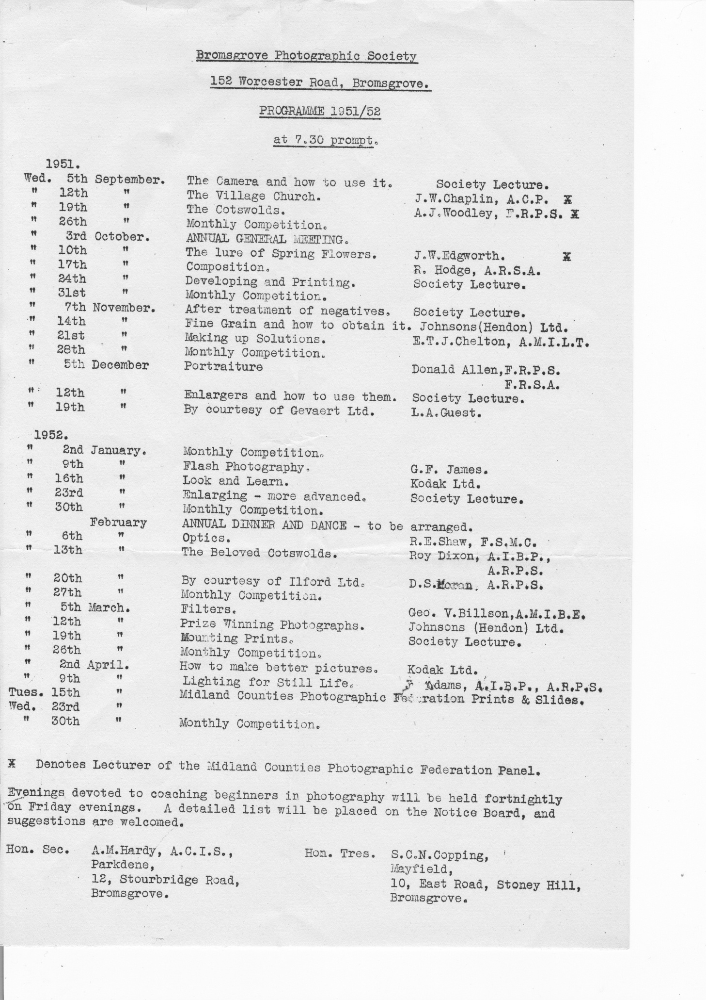 Bromsgrove Photographic Society
152 Worcester Road, Bromsgrove.
PROGRAMME 1951/52
at 7.30 prompt.
1951.
Wed. 5th September. The Camera and how to use it. Society Lecture.
" 12th " The Village Church. J.W.Chaplin, A.C.P. X
" 19th " The Cotswolds. A.J.Woodley, F.R.P.S. X
" 26th " Monthly Competition.
" 3rd October. ANNUAL GENERAL MEETING.
" 10th " The lure of Spring Flowers. J.W.Edgworth. X
" 17th " Composition. R. Hodge, A.R.S.A.
" 24th " Developing and Printing. Society Lecture.
" 31st " Monthly Competition.
" 7th November. After treatment of negatives. Society Lecture.
" 14th " Fine Grain and how to obtain it. Johnsons(Hendon) Ltd.
" 21st " Making up Solutions. E.T.J.Chelton, A.M.I.L.T.
" 28th " Monthly Competition.
" 5th December Portraiture Donald Allen,F.R.P.S.
F.R.S.A.
" 12th " Enlargers and how to use them. Society Lecture.
" 19th " By courtesy of Gevaert Ltd. L.A.Guest.
1952.
" 2nd January. Monthly Competition.
" 9th " Flash Photography. G.F. James.
" 16th " Look and Learn. Kodak Ltd.
" 23rd " Enlarging - more advanced. Society Lecture.
" 30th " Monthly Competition.
February ANNUAL DINNER AND DANCE - to be arranged.
" 6th " Optics. R.E.Shaw, F.S.M.C.
" 13th " The Beloved Cotswolds. Roy Dixon, A.I.B.P.,
A.R.P.S.
" 20th " By courtesy of Ilford Ltd. D.S.Moran, A.R.P.S.
" 27th " Monthly Competition.
" 5th March. Filters. Geo. V.Billson,A.M.I.B.E.
" 12th " Prize Winning Photographs. Johnsons (Hendon) Ltd.
" 19th " Mounting Prints. Society Lecture.
" 26th " Monthly Competition.
" 2nd April. How to make better pictures. Kodak Ltd.
" 9th " Lighting for Still Life. Adams, A.I.B.P., A.R.P.S.
Tues. 15th " Midland Counties Photographic Federation Prints & Slides.
Wed. 23rd "
" 30th " Monthly Competition.
X Denotes Lecturer of the Midland Counties Photographic Federation Panel.
Evenings devoted to coaching beginners in photography will be held fortnightly
on Friday evenings. A detailed list will be placed on the Notice Board, and
suggestions are welcomed.
Hon. Sec. A.M.Hardy, A.C.I.S., Hon. Tres. S.C.N.Copping,
Parkdene, Mayfield,
12, Stourbridge Road, 10, East Road, Stoney Hill,
Bromsgrove. Bromsgrove.